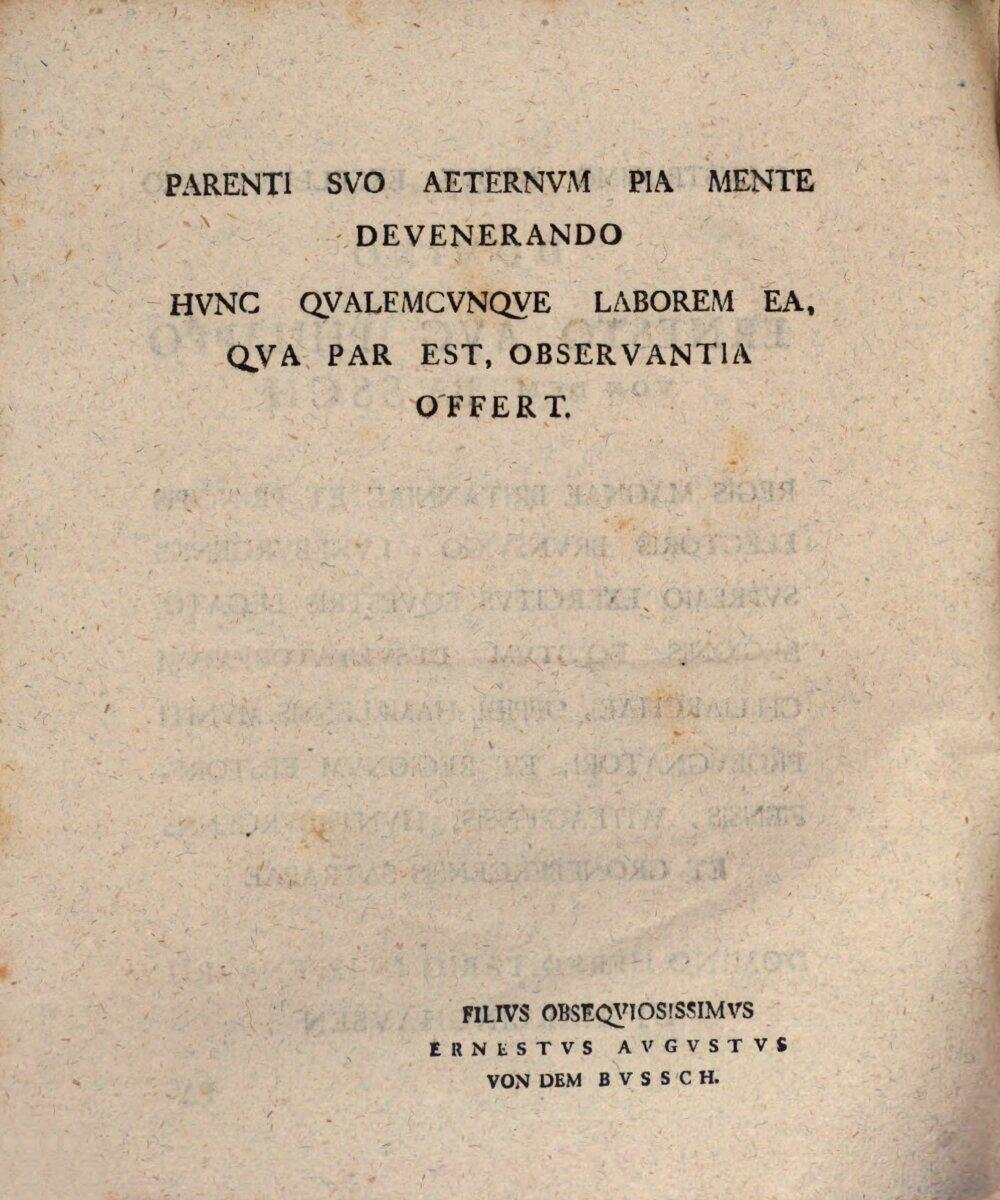 PARENTI SVO AETERNVM PIA MENTE
DEVENERANDO
HVNC QVALEMCVNQVE LABOREM EA,
QVA PAR EST, OBSERVANTIA
OFFERT.
FILIVS OBSEQVIOSISSIMVS
ERNESTVS AVGVSTVS
VON DEM BVSSCH.